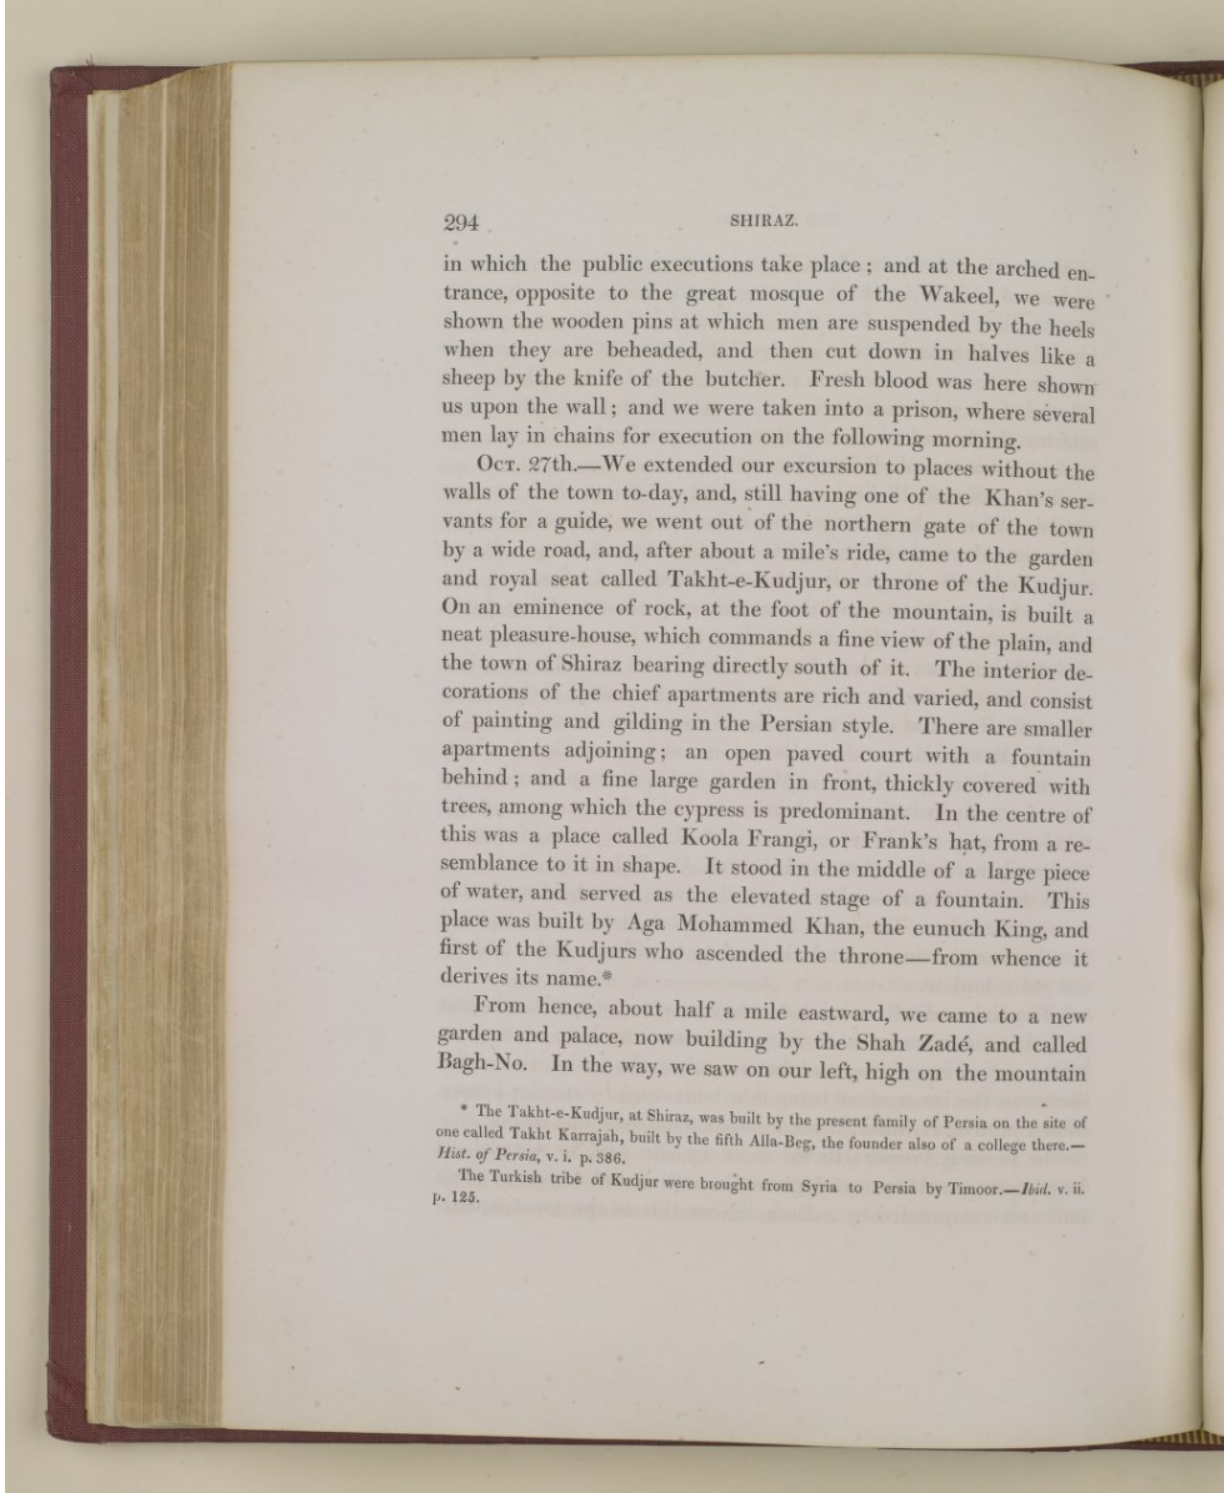 294 SHIRAZ.
in which the public executions take place ; and at the arched en-
trance, opposite to the great mosque of the Wakeel, we were
shown the wooden pins at which men are suspended by the heels
when they are beheaded, and then cut down in halves like a
sheep by the knife of the butcher. Fresh blood was here shown
us upon the wall ; and we were taken into a prison, where several
men lay in chains for execution on the following morning.
Oct. 27th.—We extended our excursion to places without the
walls of the town to-day, and, still having one of the Khan's ser-
vants for a guide, we went out of the northern gate of the town
by a wide road, and, after about a mile's ride, came to the garden
and royal seat called Takht-e-Kudjur, or throne of the Kudjur.
On an eminence of rock, at the foot of the mountain, is built a
neat pleasure-house, which commands a fine view of the plain, and
the town of Shiraz bearing directly south of it. The interior de-
corations of the chief apartments are rich and varied, and consist
of painting and gilding in the Persian style. There are smaller
apartments adjoining ; an open paved court with a fountain
behind ; and a fine large garden in front, thickly covered with
trees, among which the cypress is predominant. In the centre of
this was a place called Koola Frangi, or Frank's hat, from a re-
semblance to it in shape. It stood in the middle of a large piece
of water, and served as the elevated stage of a fountain. This
place was built by Aga Mohammed Khan, the eunuch King, and
first of the Kudjurs who ascended the throne—from whence it
derives its name.*
From hence, about half a mile eastward, we came to a new
garden and palace, now building by the Shah Zadé, and called
Bagh-No. In the way, we saw on our left, high on the mountain
* The Takht-e-Kudjur, at Shiraz, was built by the present family of Persia on the site of
one called Takht Karrajah, built by the fifth Alla-Beg, the founder also of a college there.—
Hist. of Persia, v. i. p. 386.
The Turkish tribe of Kudjur were brought from Syria to Persia by Timoor.—Ibid. v. ii.
p. 125.